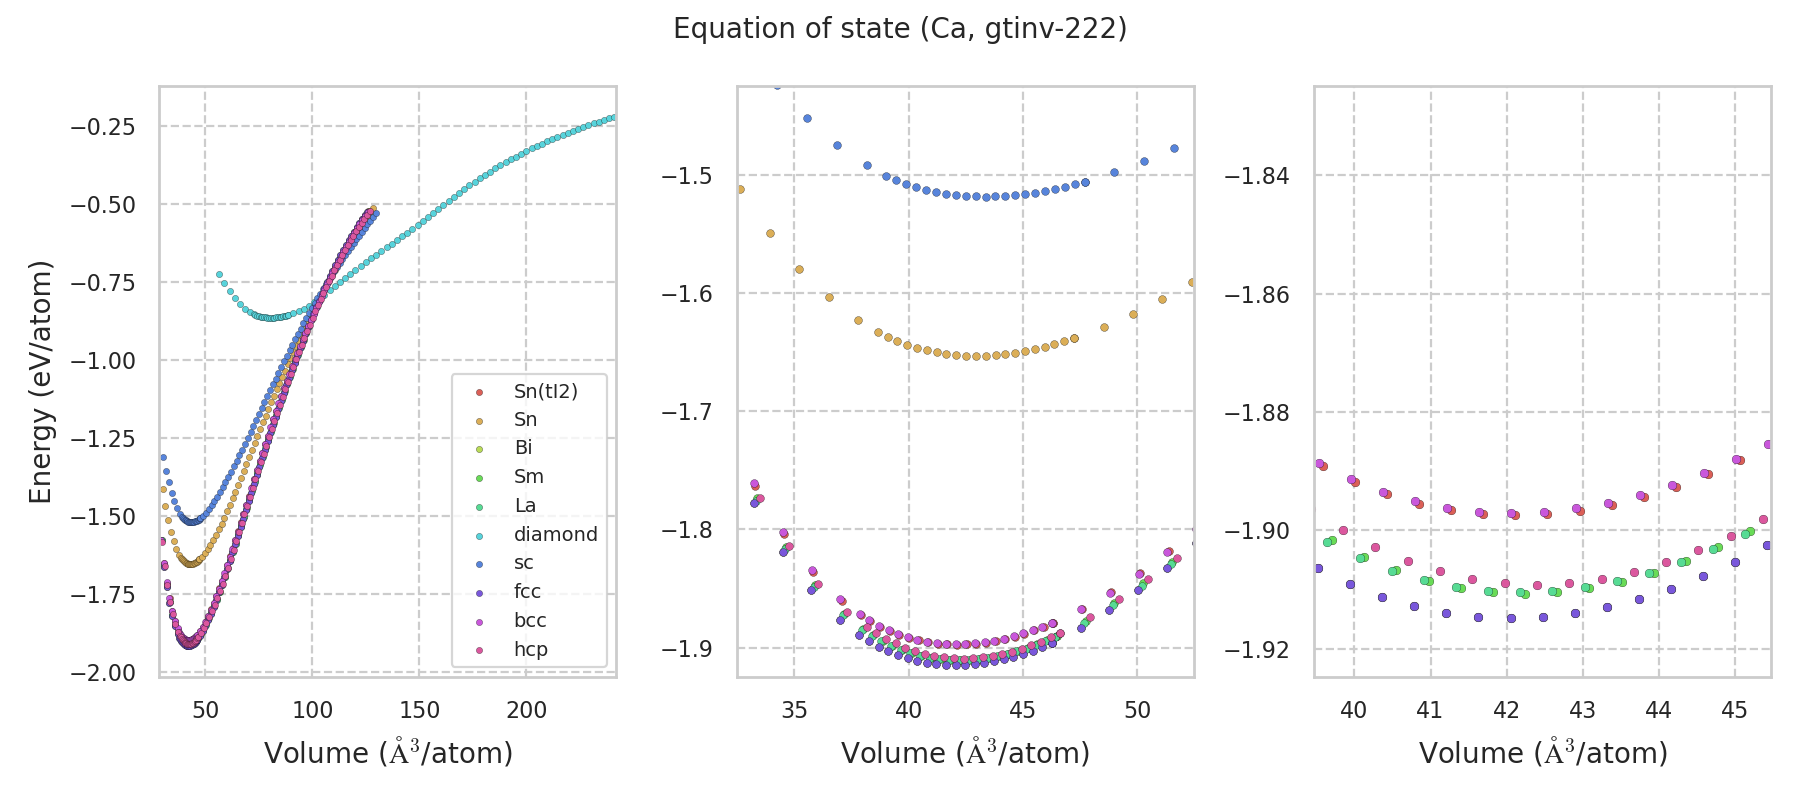 Equation of state (Ca, gtinv-222)
Energy (eV/atom)
−0.25
−0.50
−0.75
−1.00
−1.25
−1.50
−1.75
−2.00
50 100 150 200
Volume (Å³/atom)
Sn(tI2)
Sn
Bi
Sm
La
diamond
sc
fcc
bcc
hcp
−1.5
−1.6
−1.7
−1.8
−1.9
35 40 45 50
Volume (Å³/atom)
−1.84
−1.86
−1.88
−1.90
−1.92
40 41 42 43 44 45
Volume (Å³/atom)